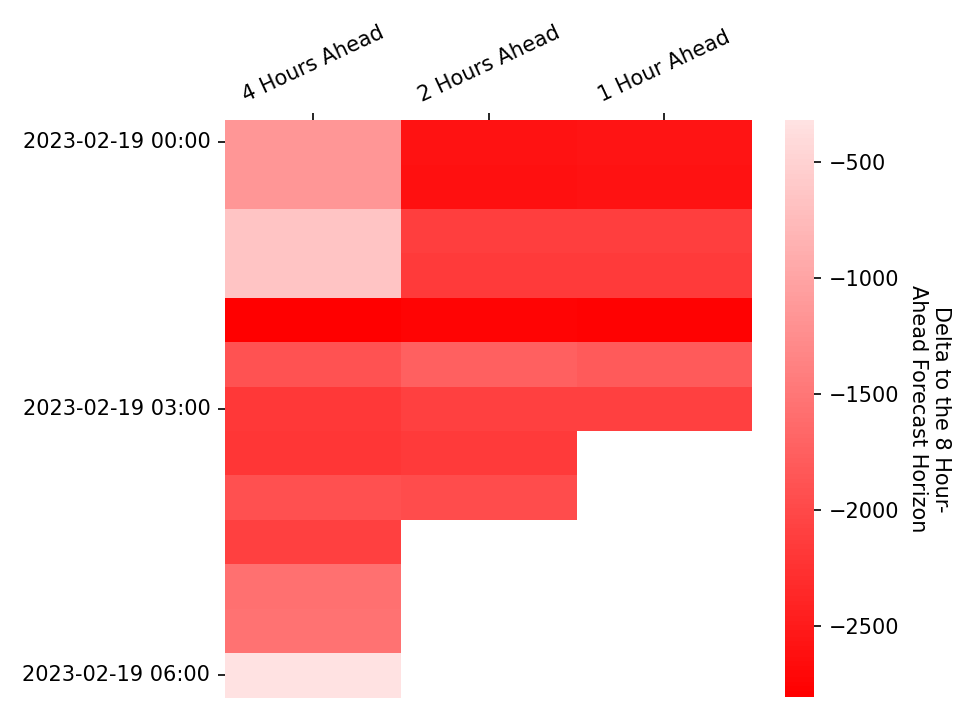 4 Hours Ahead
2 Hours Ahead
1 Hour Ahead
2023-02-19 00:00
2023-02-19 03:00
2023-02-19 06:00
−500
−1000
−1500
−2000
−2500
Delta to the 8 Hour-
Ahead Forecast Horizon